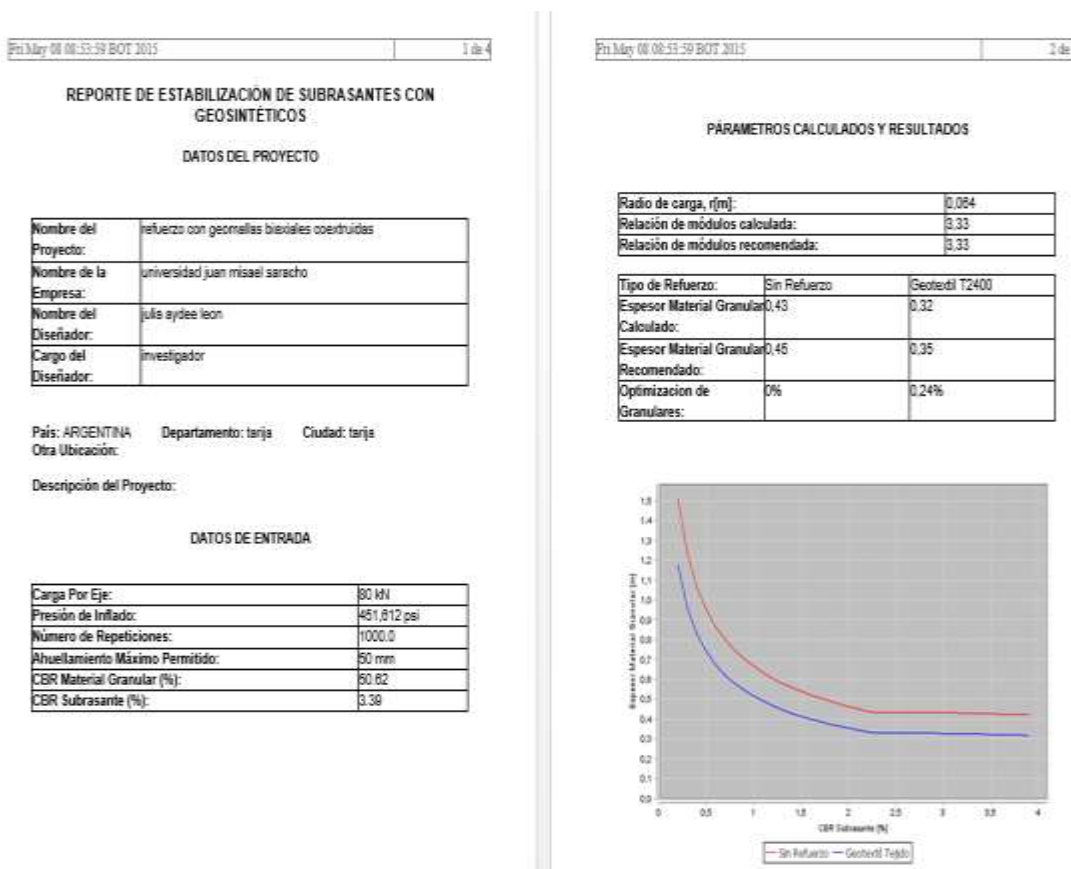 Fri May 08 08:53:59 BOT 2015 1 de 4
REPORTE DE ESTABILIZACIÓN DE SUBRASANTES CON
GEOSINTÉTICOS
DATOS DEL PROYECTO
Nombre del Proyecto: refuerzo con geomallas biaxiales coextruidas
Nombre de la Empresa: universidad juan misael saracho
Nombre del Diseñador: julia aydee leon
Cargo del Diseñador: investigador
País: ARGENTINA Departamento: tarija Ciudad: tarija
Otra Ubicación:
Descripción del Proyecto:
DATOS DE ENTRADA
Carga Por Eje: 80 kN
Presión de Inflado: 451,612 psi
Número de Repeticiones: 1000.0
Ahuellamiento Máximo Permitido: 50 mm
CBR Material Granular (%): 50.62
CBR Subrasante (%): 3.39
Fri May 08 08:53:59 BOT 2015 2 de
PÁRAMETROS CALCULADOS Y RESULTADOS
Radio de carga, r[m]: 0,064
Relación de módulos calculada: 3,33
Relación de módulos recomendada: 3,33
Tipo de Refuerzo: Sin Refuerzo Geotextil T2400
Espesor Material Granular Calculado: 0,43 0,32
Espesor Material Granular Recomendado: 0,45 0,35
Optimizacion de Granulares: 0% 0,24%
Espesor Material Granular [m]
1,5
1,4
1,3
1,2
1,1
1,0
0,9
0,8
0,7
0,6
0,5
0,4
0,3
0,2
0,1
0,0
0 0,5 1 1,5 2 2,5 3 3,5 4
CBR Subrasante [%]
Sin Refuerzo Geotextil Tejido